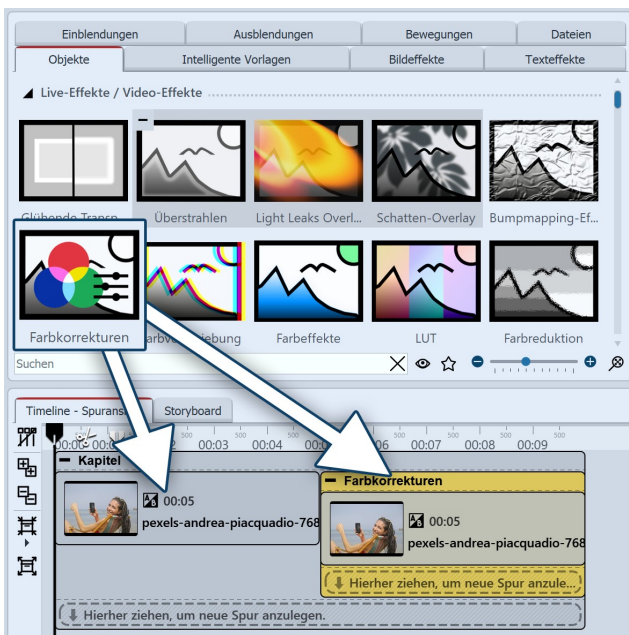 Einblendungen Ausblendungen Bewegungen Dateien
Objekte Intelligente Vorlagen Bildeffekte Texteffekte
Live-Effekte / Video-Effekte
Überstrahlen Light Leaks Overl... Schatten-Overlay Bumpmapping-Ef...
Farbkorrekturen Farbeffekte LUT Farbreduktion
Suchen
Timeline - Spurans Storyboard
00:03 00:04 00:07 00:08 00:09
Kapitel
Farbkorrekturen
00:05
pexels-andrea-piacquadio-768
00:05
pexels-andrea-piacquadio-768
Hierher ziehen, um neue Spur anzule...
Hierher ziehen, um neue Spur anzulegen.